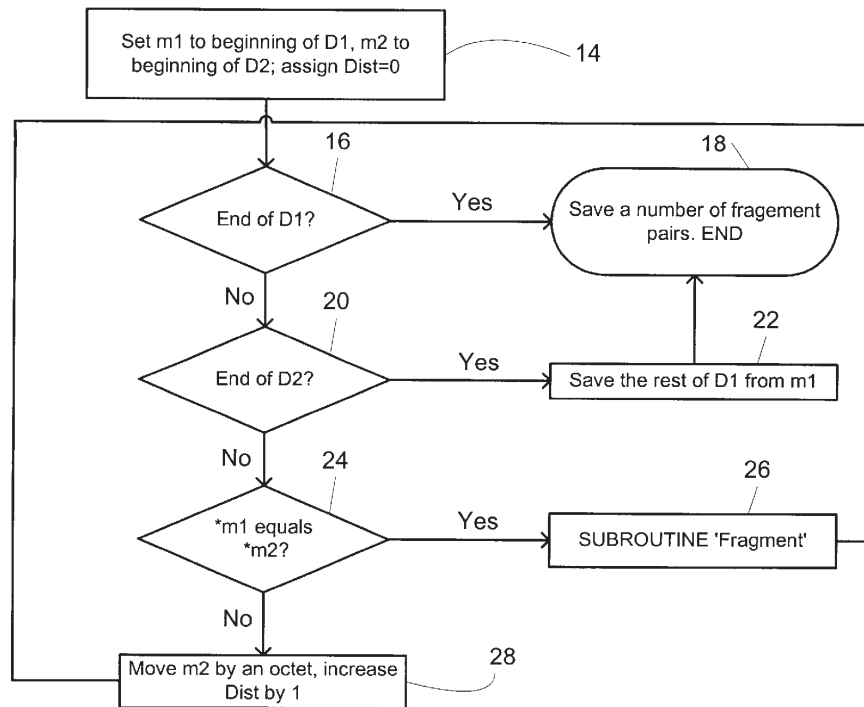 Set m1 to beginning of D1, m2 to
beginning of D2; assign Dist=0
14
16
18
End of D1?
Yes
Save a number of fragement
pairs. END
No
20
22
End of D2?
Yes
Save the rest of D1 from m1
No
24
26
*m1 equals
*m2?
Yes
SUBROUTINE 'Fragment'
No
28
Move m2 by an octet, increase
Dist by 1